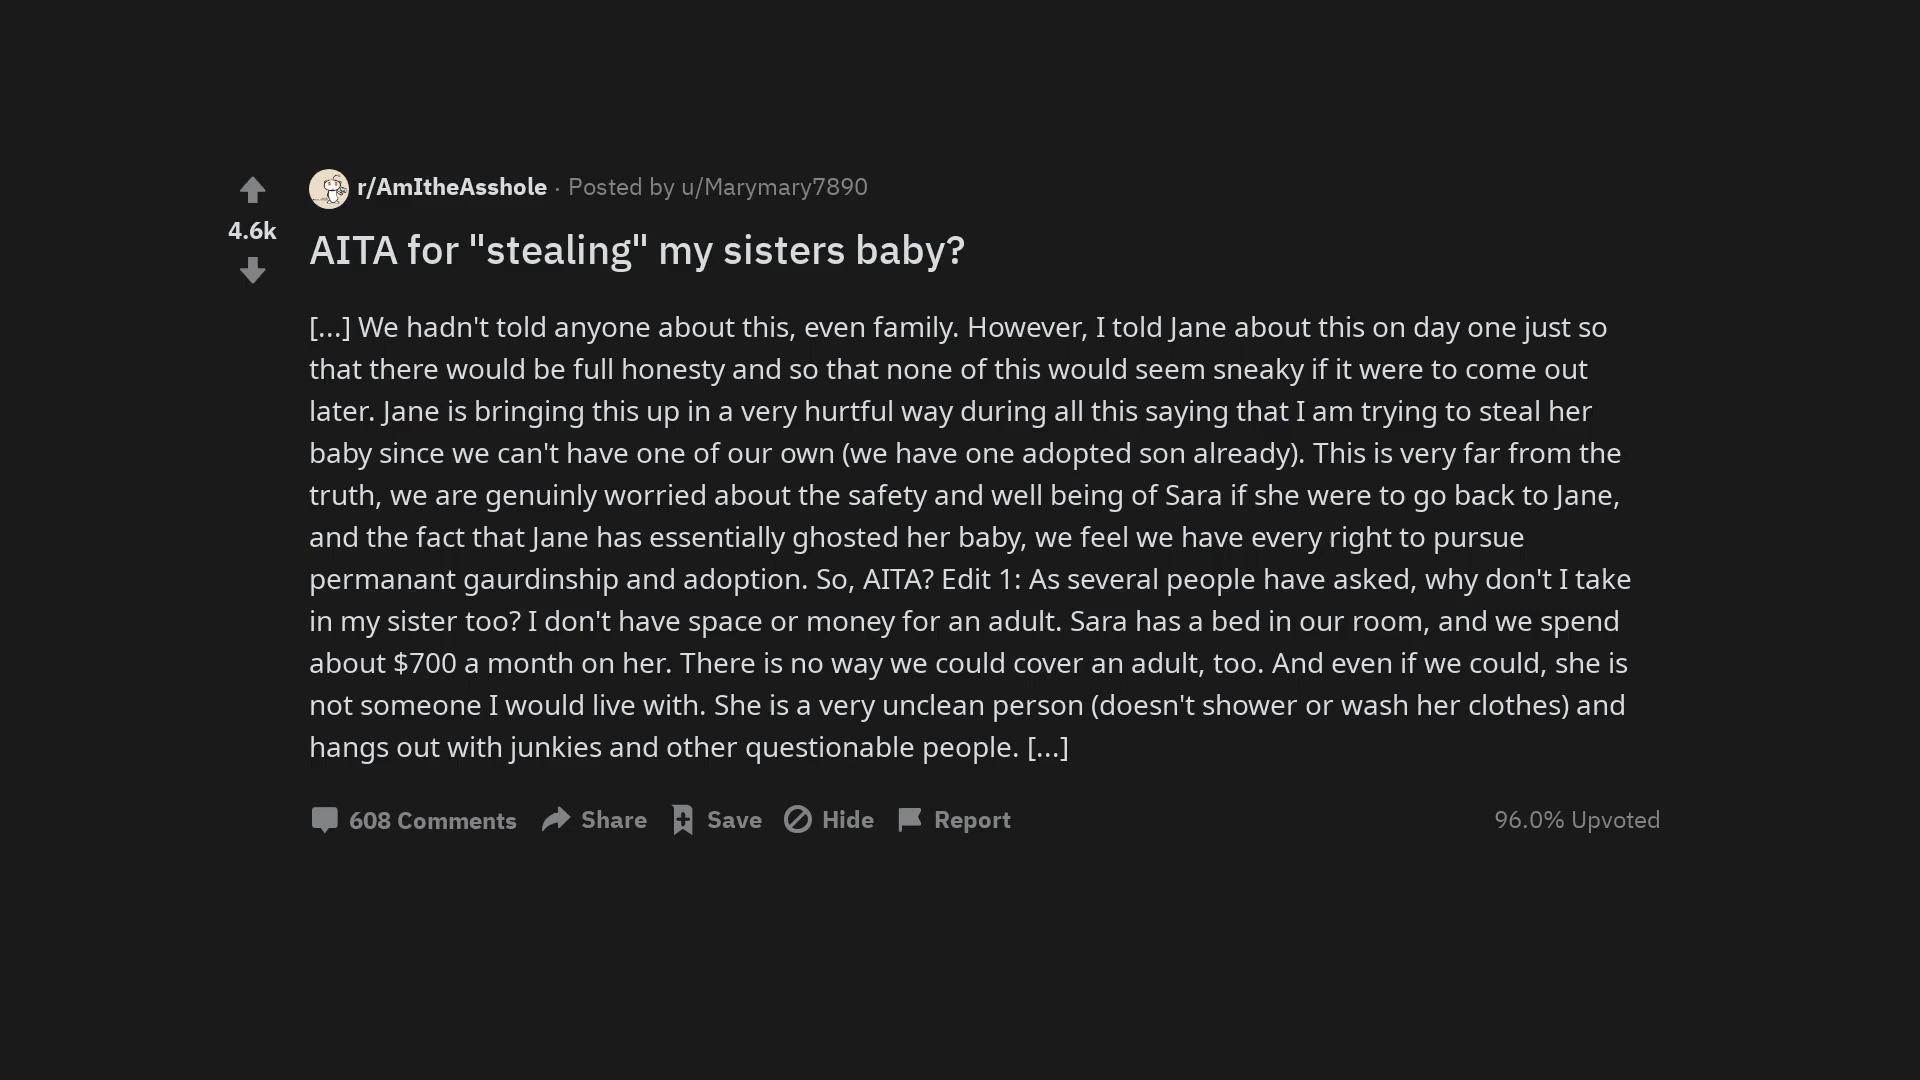 r/AmItheAsshole · Posted by u/Marymary7890
4.6k
AITA for "stealing" my sisters baby?
[...] We hadn't told anyone about this, even family. However, I told Jane about this on day one just so
that there would be full honesty and so that none of this would seem sneaky if it were to come out
later. Jane is bringing this up in a very hurtful way during all this saying that I am trying to steal her
baby since we can't have one of our own (we have one adopted son already). This is very far from the
truth, we are genuinly worried about the safety and well being of Sara if she were to go back to Jane,
and the fact that Jane has essentially ghosted her baby, we feel we have every right to pursue
permanant gaurdinship and adoption. So, AITA? Edit 1: As several people have asked, why don't I take
in my sister too? I don't have space or money for an adult. Sara has a bed in our room, and we spend
about $700 a month on her. There is no way we could cover an adult, too. And even if we could, she is
not someone I would live with. She is a very unclean person (doesn't shower or wash her clothes) and
hangs out with junkies and other questionable people. [...]
608 Comments Share Save Hide Report 96.0% Upvoted